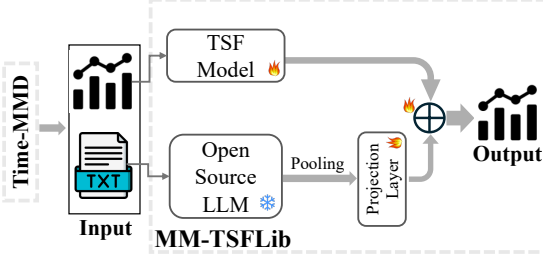 Time-MMD
TXT
Input
TSF
Model
Open
Source
LLM
Pooling
Projection
Layer
Output
MM-TSFLib